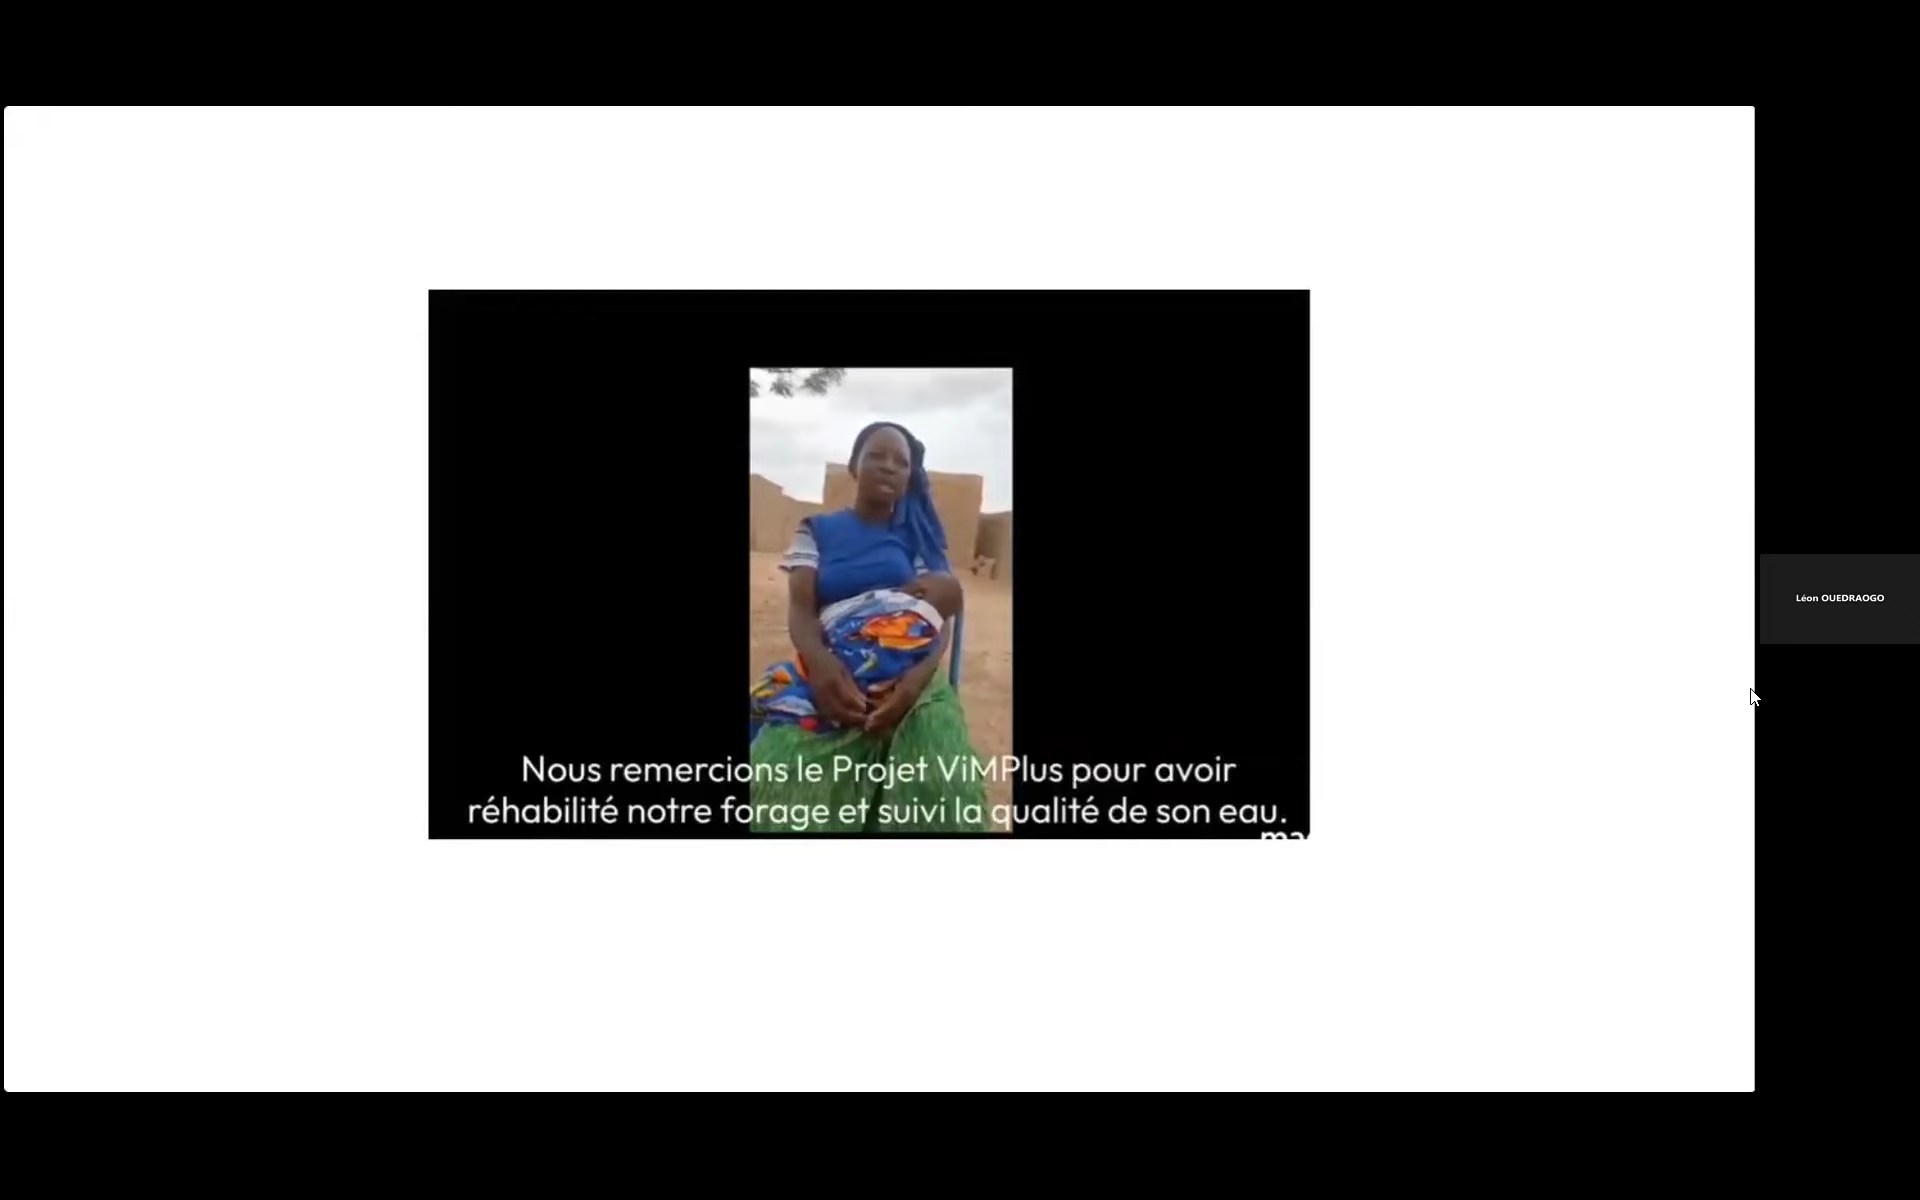 Nous remercions le Projet ViMPlus pour avoir
réhabilité notre forage et suivi la qualité de son eau.
Léon OUEDRAOGO